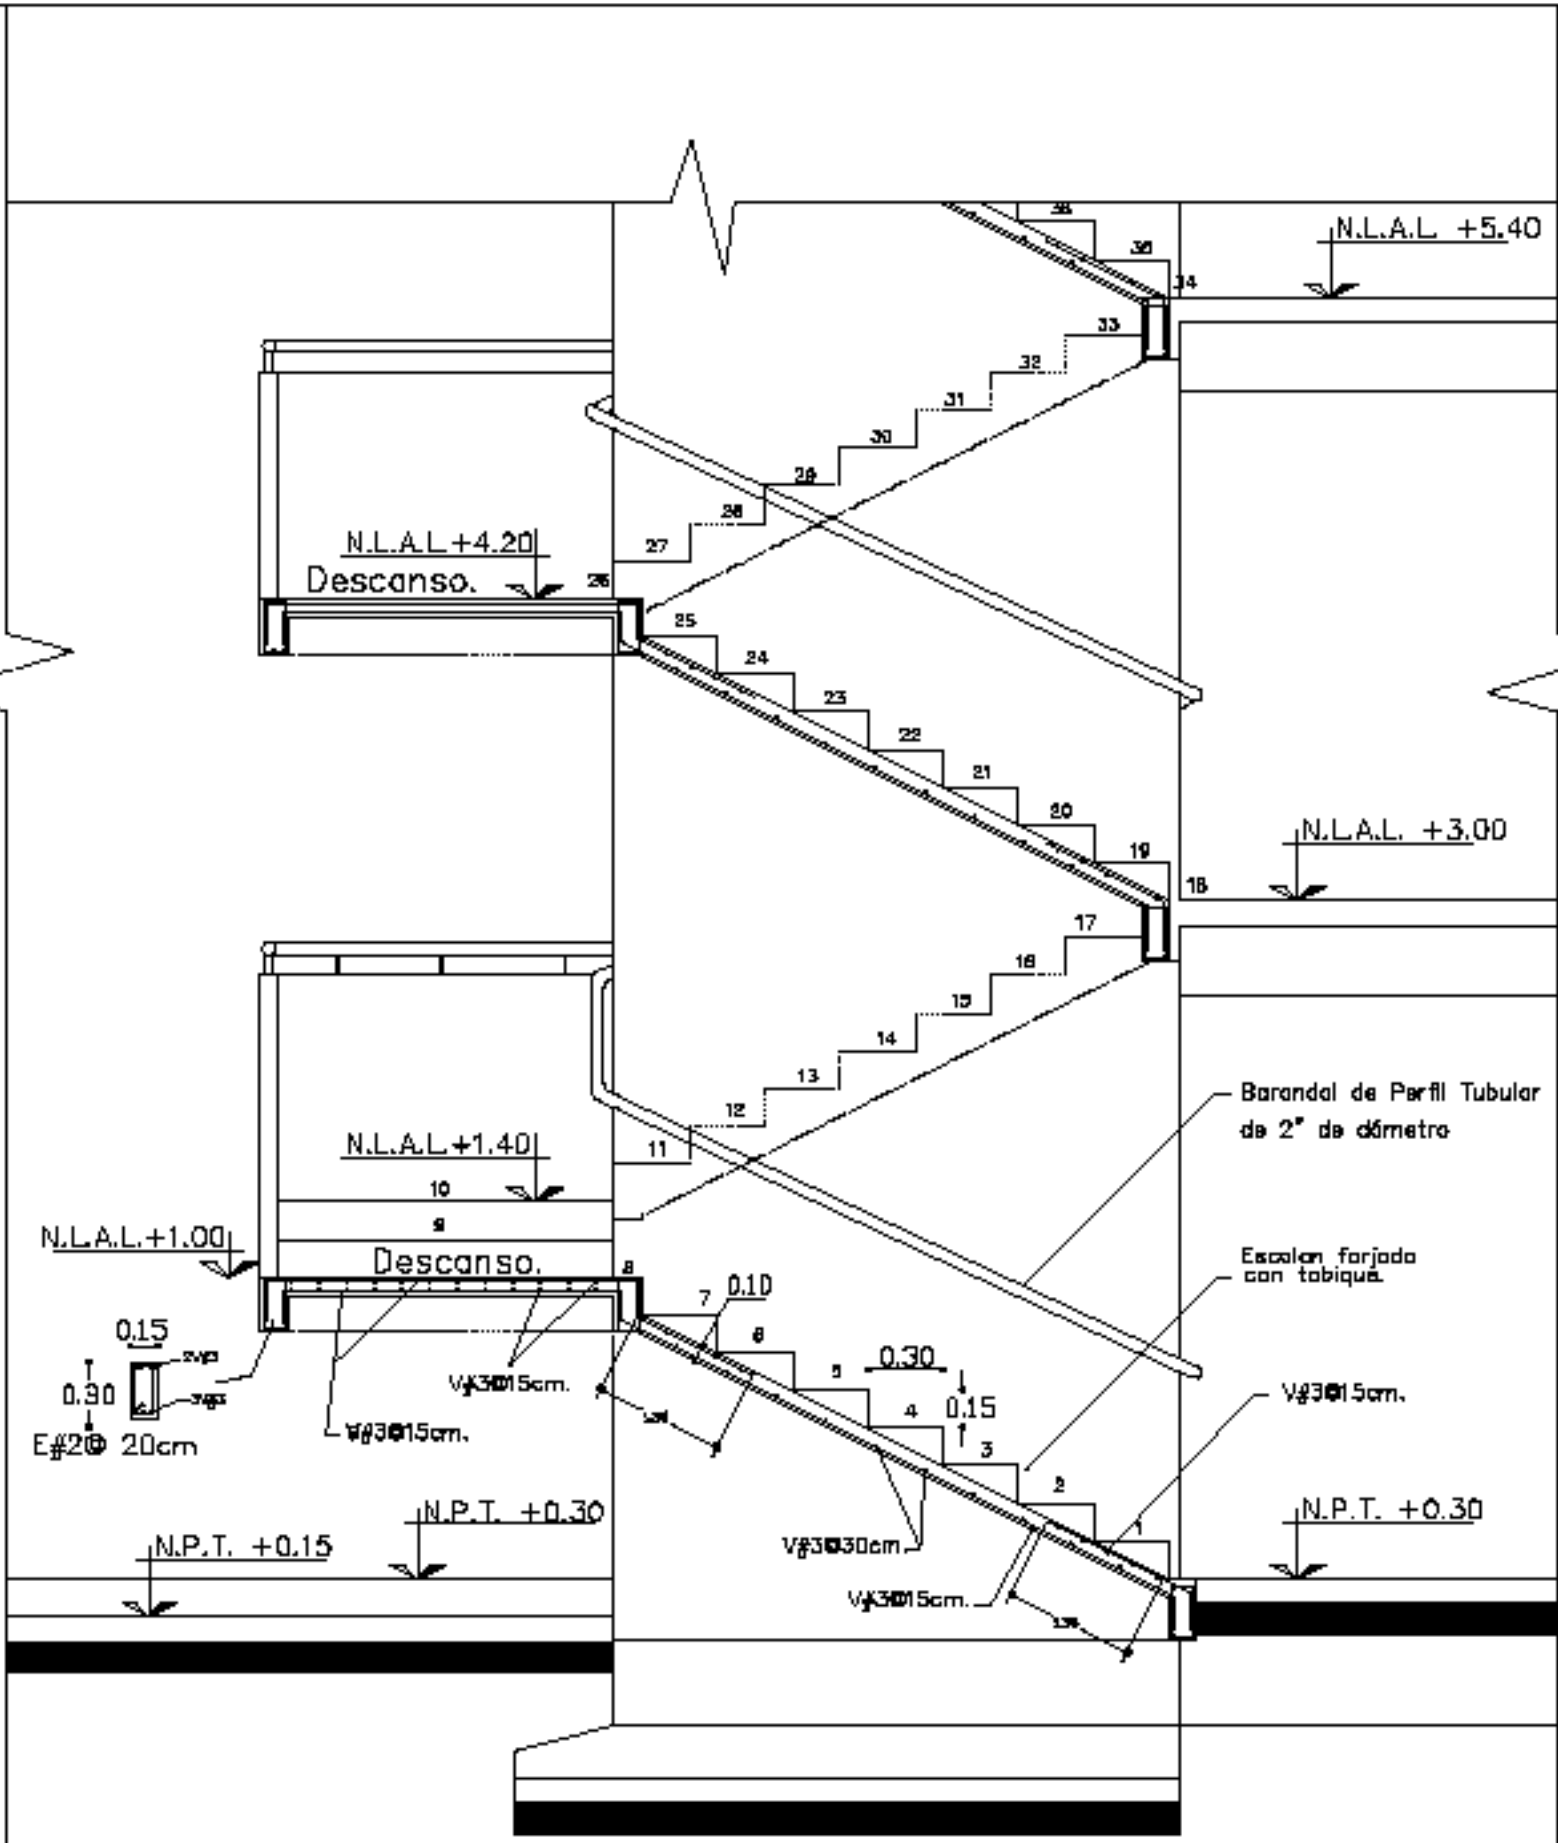 36
N.L.A.L. +5.40
34
33
32
31
30
29
28
N.L.A.L.+4.20
27
Descanso.
26
25
24
23
22
21
20
N.L.A.L. +3.00
19
18
17
16
15
14
13
Barandal de Perfil Tubular
de 2" de dámetro
12
N.L.A.L.+1.40
11
10
9
N.L.A.L.+1.00
Descanso.
Escalon forjado
con tabique.
8
7
0.10
0.15
6
0.30
5
V#3@15cm.
0.30
4
0.15
V#3@15cm.
V#3@15cm.
E#2@ 20cm
3
2
N.P.T. +0.30
N.P.T. +0.30
1
N.P.T. +0.15
V#3@30cm.
V#3@15cm.